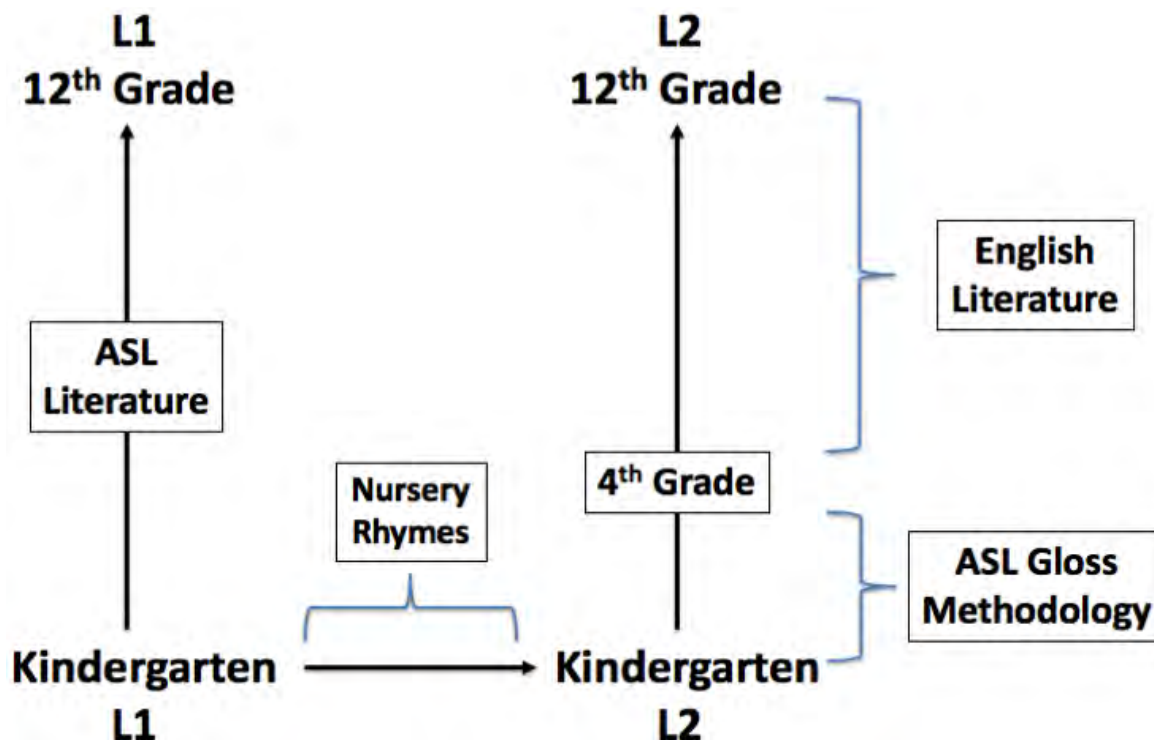 L1
12th Grade
L2
12th Grade
English
Literature
ASL
Literature
Nursery
Rhymes
4th Grade
ASL Gloss
Methodology
Kindergarten
L1
Kindergarten
L2